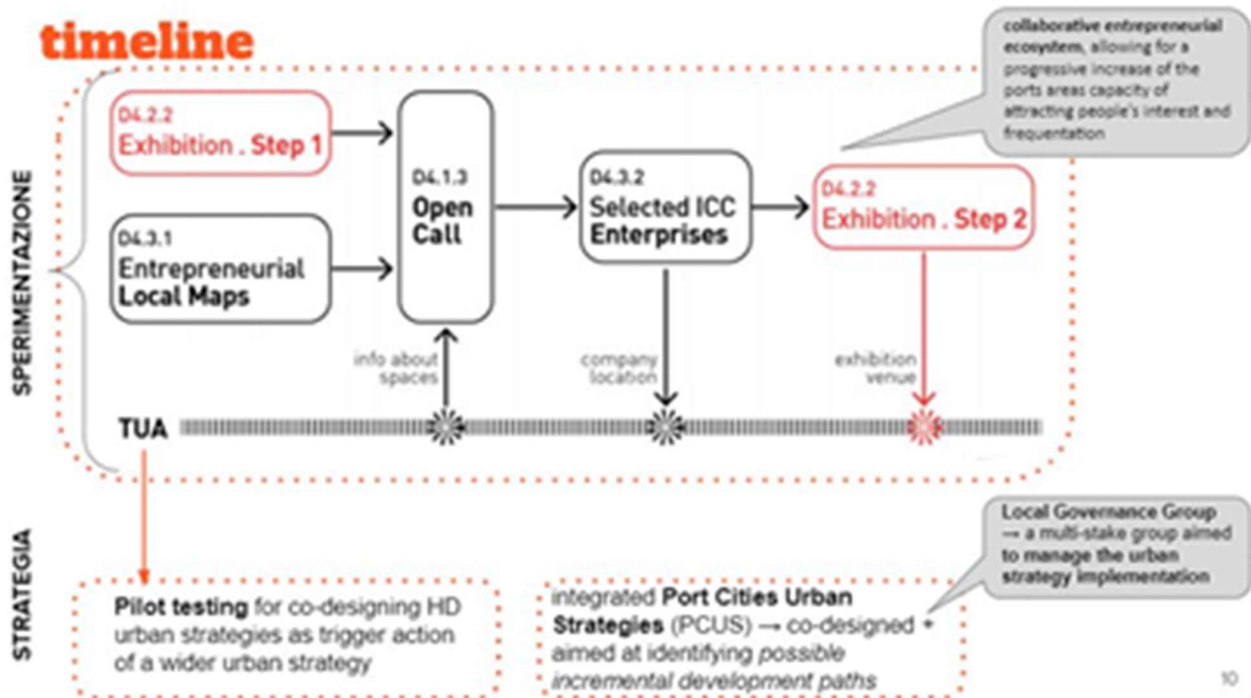 timeline
collaborative entrepreneurial
ecosystem, allowing for a
progressive increase of the
ports areas capacity of
attracting people's interest and
frequentation
SPERIMENTAZIONE
D4.2.2
Exhibition . Step 1
D4.3.1
Entrepreneurial
Local Maps
D4.1.3
Open
Call
D4.3.2
Selected ICC
Enterprises
D4.2.2
Exhibition . Step 2
info about
spaces
company
location
exhibition
venue
TUA
STRATEGIA
Pilot testing for co-designing HD
urban strategies as trigger action
of a wider urban strategy
integrated Port Cities Urban
Strategies (PCUS) → co-designed +
aimed at identifying possible
incremental development paths
Local Governance Group
→ a multi-stake group aimed
to manage the urban
strategy implementation
10